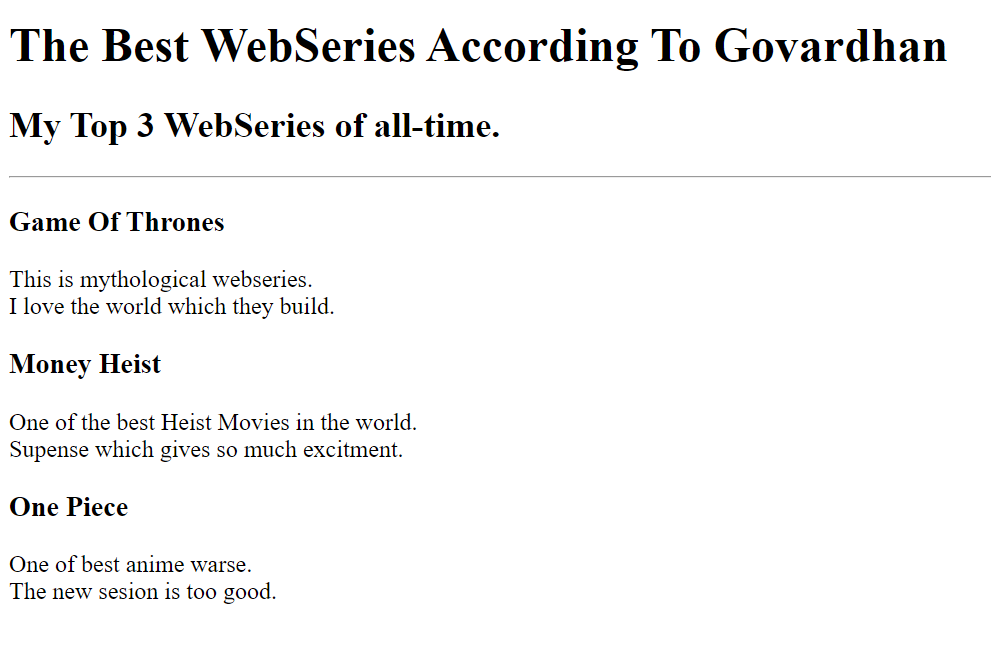 The Best WebSeries According To Govardhan
My Top 3 WebSeries of all-time.
Game Of Thrones
This is mythological webseries.
I love the world which they build.
Money Heist
One of the best Heist Movies in the world.
Supense which gives so much excitment.
One Piece
One of best anime warse.
The new sesion is too good.